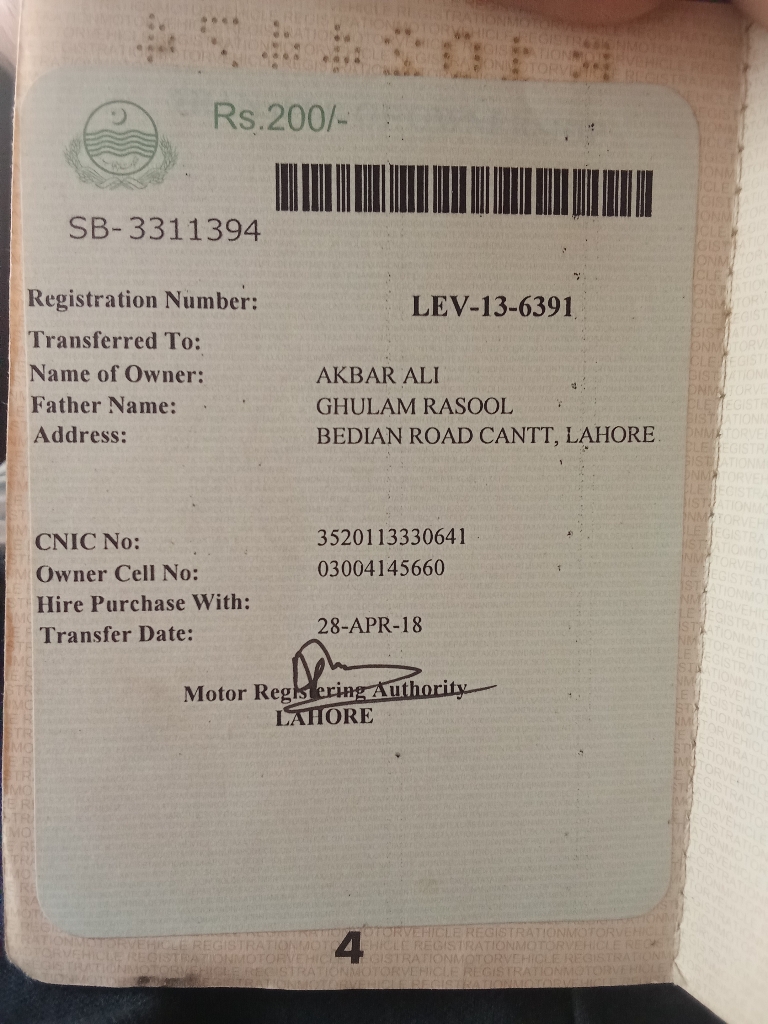 Rs.200/-
SB-3311394
Registration Number: LEV-13-6391
Transferred To:
Name of Owner: AKBAR ALI
Father Name: GHULAM RASOOL
Address: BEDIAN ROAD CANTT, LAHORE
CNIC No: 3520113330641
Owner Cell No: 03004145660
Hire Purchase With:
Transfer Date: 28-APR-18
Motor Registering Authority
LAHORE
4